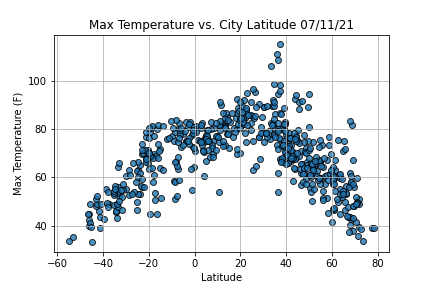 Max Temperature vs. City Latitude 07/11/21
Max Temperature (F)
100
80
60
40
−60 −40 −20 0 20 40 60 80
Latitude